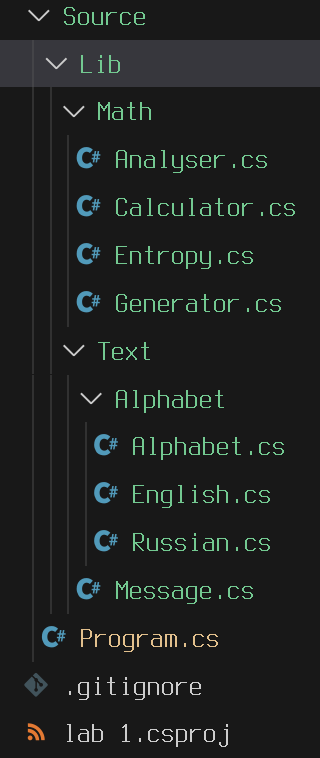 Source
Lib
Math
C# Analyser.cs
C# Calculator.cs
C# Entropy.cs
C# Generator.cs
Text
Alphabet
C# Alphabet.cs
C# English.cs
C# Russian.cs
C# Message.cs
C# Program.cs
.gitignore
lab 1.csproj